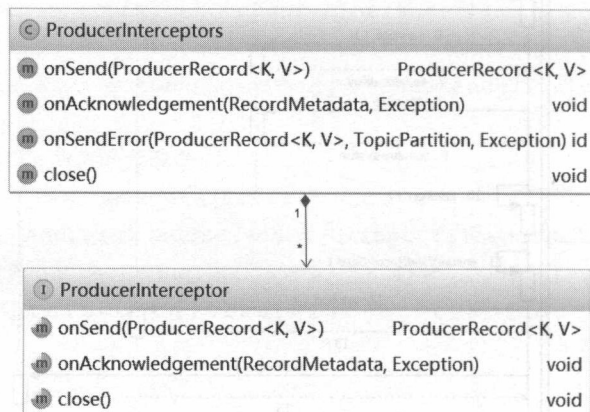 C ProducerInterceptors
m onSend(ProducerRecord<K, V>) ProducerRecord<K, V>
m onAcknowledgement(RecordMetadata, Exception) void
m onSendError(ProducerRecord<K, V>, TopicPartition, Exception) id
m close() void
1
*
I ProducerInterceptor
m onSend(ProducerRecord<K, V>) ProducerRecord<K, V>
m onAcknowledgement(RecordMetadata, Exception) void
m close() void